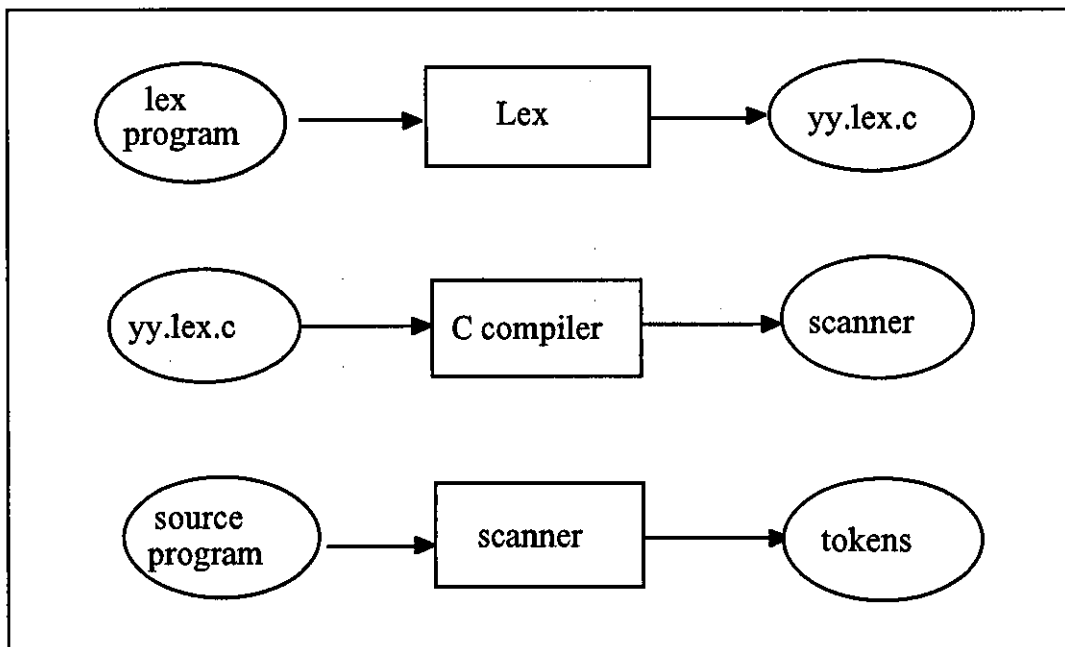 lex
program
Lex
yy.lex.c
yy.lex.c
C compiler
scanner
source
program
scanner
tokens